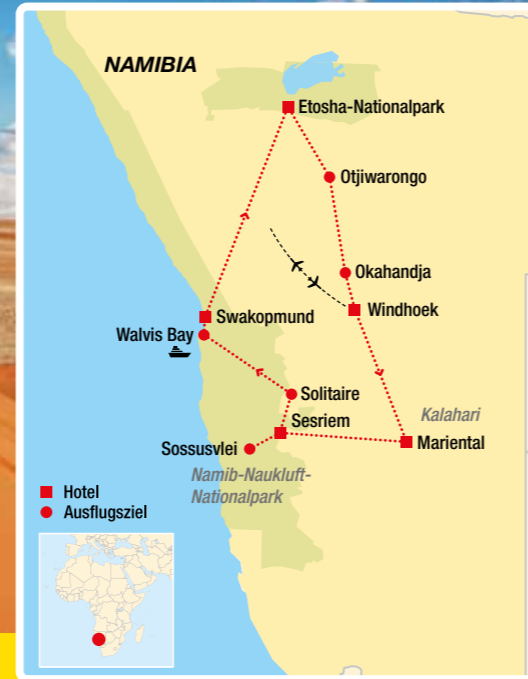 NAMIBIA
Etosha-Nationalpark
Otjiwarongo
Okahandja
Windhoek
Swakopmund
Walvis Bay
Solitaire
Kalahari
Sesriem
Mariental
Sossusvlei
Namib-Naukluft-
Nationalpark
Hotel
Ausflugsziel